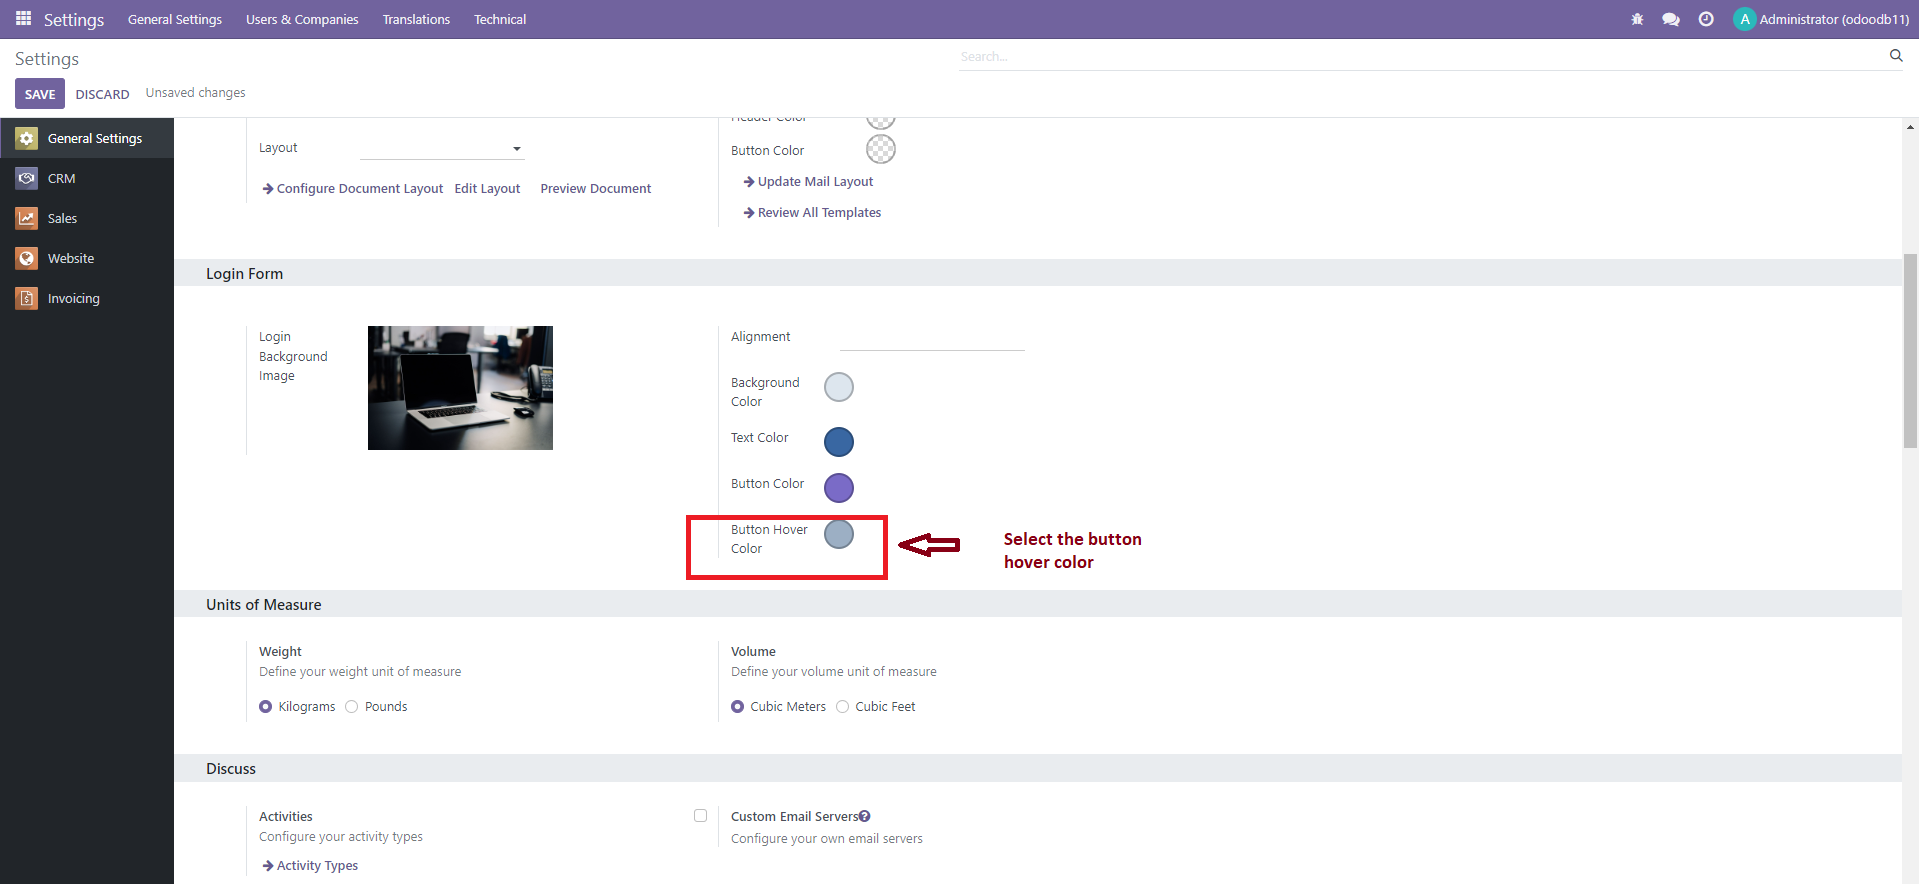 Settings General Settings Users & Companies Translations Technical A Administrator (odoodb11)
Settings
Search...
SAVE DISCARD Unsaved changes
General Settings
CRM
Sales
Website
Invoicing
Header Color
Layout
Button Color
Configure Document Layout Edit Layout Preview Document
Update Mail Layout
Review All Templates
Login Form
Login
Background
Image
Alignment
Background
Color
Text Color
Button Color
Button Hover
Color
Select the button
hover color
Units of Measure
Weight
Define your weight unit of measure
Kilograms Pounds
Volume
Define your volume unit of measure
Cubic Meters Cubic Feet
Discuss
Activities
Configure your activity types
Activity Types
Custom Email Servers
Configure your own email servers